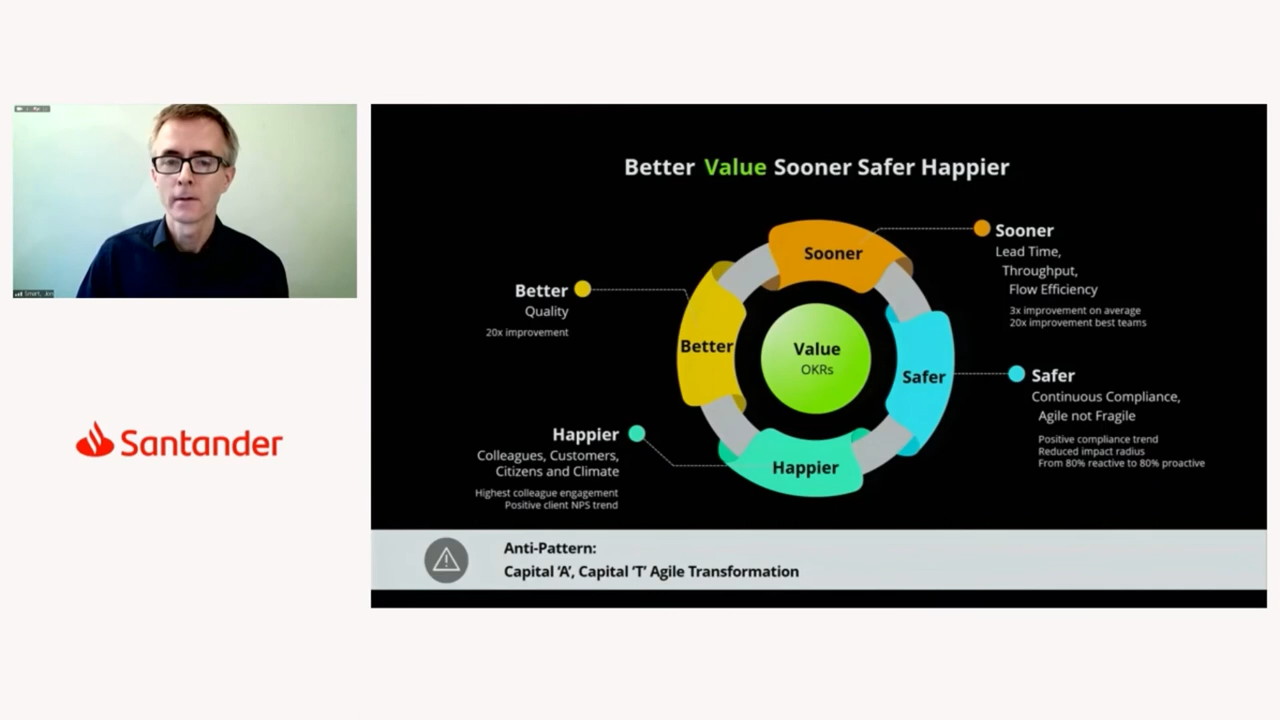 Better Value Sooner Safer Happier
Sooner
Lead Time,
Throughput,
Flow Efficiency
3x improvement on average
20x improvement best teams
Better
Quality
20x improvement
Sooner
Better
Value
OKRs
Safer
Happier
Safer
Continuous Compliance,
Agile not Fragile
Positive compliance trend
Reduced impact radius
From 80% reactive to 80% proactive
Happier
Colleagues, Customers,
Citizens and Climate
Highest colleague engagement
Positive client NPS trend
Santander
Anti-Pattern:
Capital ‘A’, Capital ‘T’ Agile Transformation